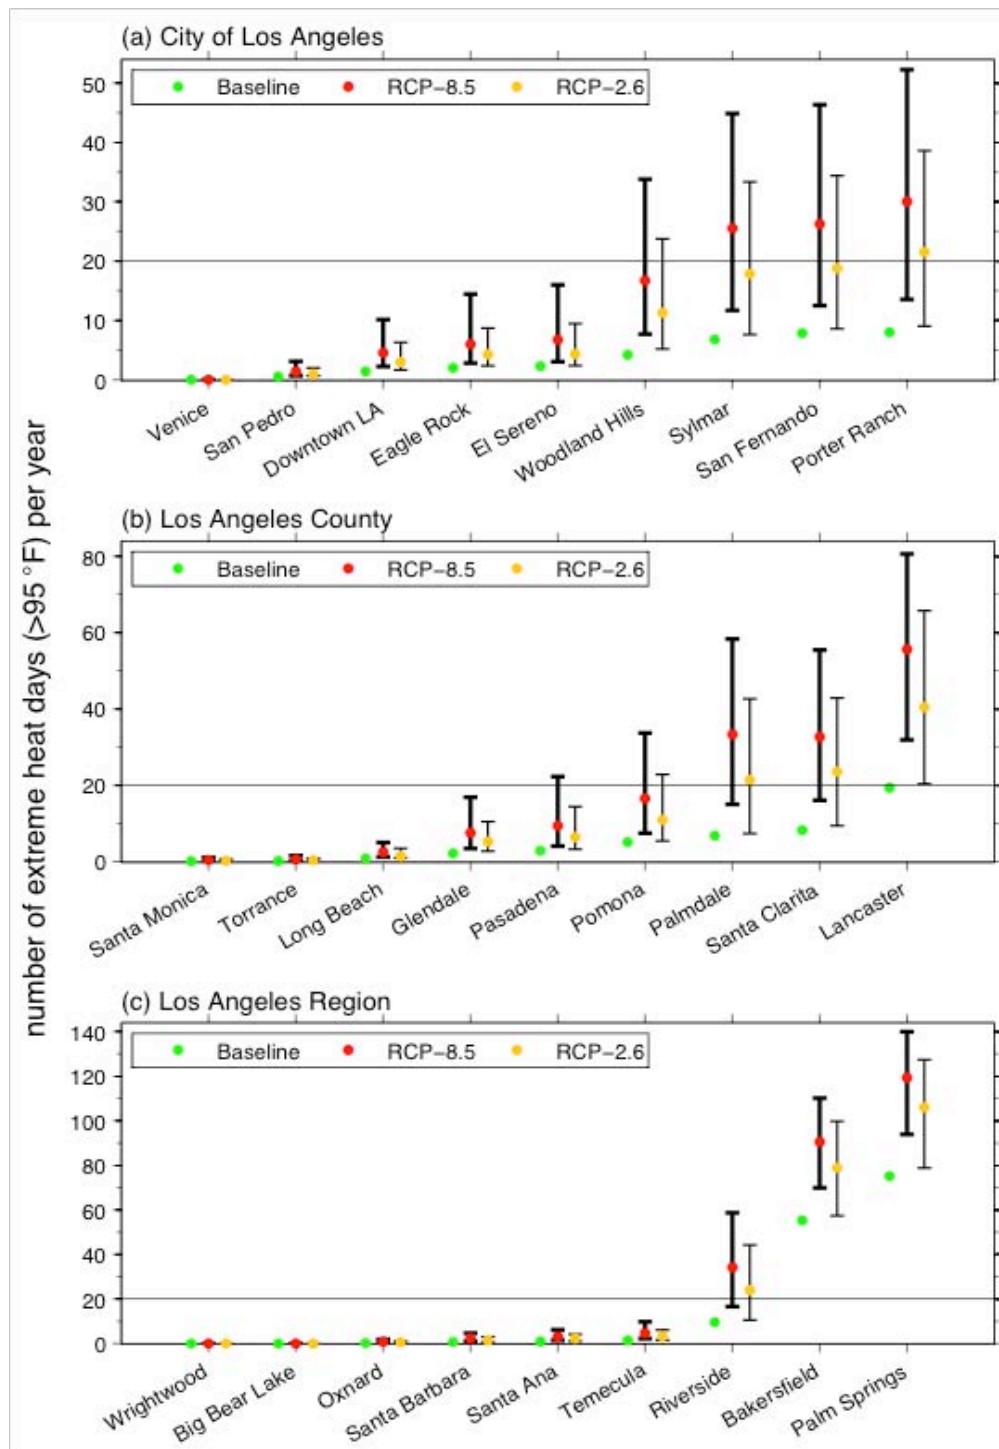 (a) City of Los Angeles
Baseline RCP-8.5 RCP-2.6
50
40
30
20
10
0
Venice
San Pedro
Downtown LA
Eagle Rock
El Sereno
Woodland Hills
Sylmar
San Fernando
Porter Ranch
number of extreme heat days (>95 °F) per year
(b) Los Angeles County
Baseline RCP-8.5 RCP-2.6
80
60
40
20
0
Santa Monica
Torrance
Long Beach
Glendale
Pasadena
Pomona
Palmdale
Santa Clarita
Lancaster
(c) Los Angeles Region
Baseline RCP-8.5 RCP-2.6
140
120
100
80
60
40
20
0
Wrightwood
Big Bear Lake
Oxnard
Santa Barbara
Santa Ana
Temecula
Riverside
Bakersfield
Palm Springs